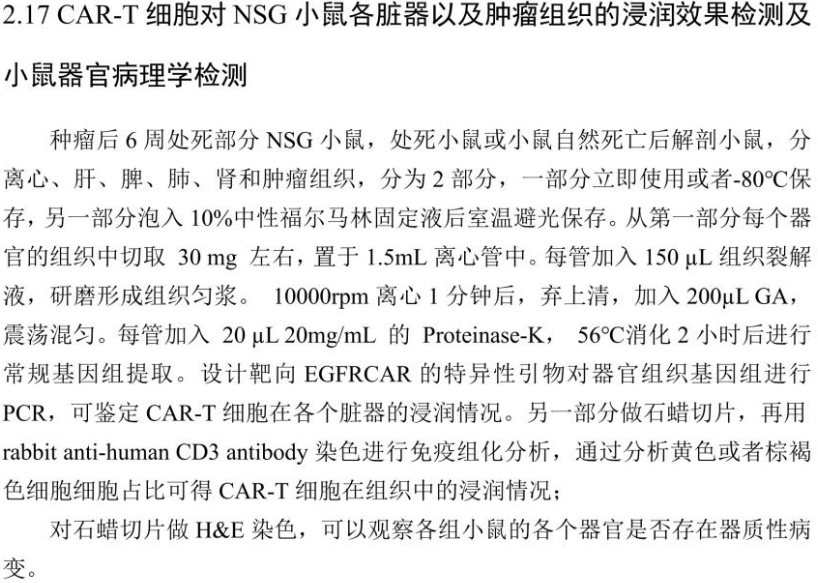 2.17 CAR-T 细胞对 NSG 小鼠各脏器以及肿瘤组织的浸润效果检测及
小鼠器官病理学检测
种瘤后 6 周处死部分 NSG 小鼠，处死小鼠或小鼠自然死亡后解剖小鼠，分
离心、肝、脾、肺、肾和肿瘤组织，分为 2 部分，一部分立即使用或者-80℃保
存，另一部分泡入 10%中性福尔马林固定液后室温避光保存。从第一部分每个器
官的组织中切取 30 mg 左右，置于 1.5mL 离心管中。每管加入 150 μL 组织裂解
液，研磨形成组织匀浆。 10000rpm 离心 1 分钟后，弃上清，加入 200μL GA，
震荡混匀。每管加入 20 μL 20mg/mL 的 Proteinase-K， 56℃消化 2 小时后进行
常规基因组提取。设计靶向 EGFRCAR 的特异性引物对器官组织基因组进行
PCR，可鉴定 CAR-T 细胞在各个脏器的浸润情况。另一部分做石蜡切片，再用
rabbit anti-human CD3 antibody 染色进行免疫组化分析，通过分析黄色或者棕褐
色细胞细胞占比可得 CAR-T 细胞在组织中的浸润情况；
对石蜡切片做 H&E 染色，可以观察各组小鼠的各个器官是否存在器质性病
变。